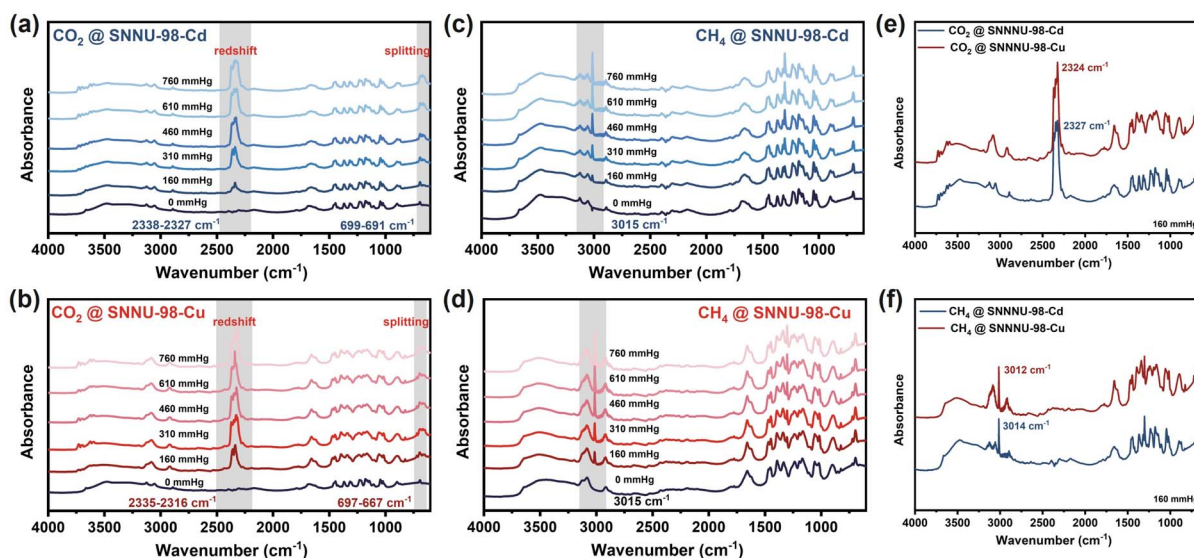 (a)
CO2 @ SNNU-98-Cd
redshift
splitting
760 mmHg
610 mmHg
460 mmHg
310 mmHg
160 mmHg
0 mmHg
2338-2327 cm-1
699-691 cm-1
Absorbance
4000 3500 3000 2500 2000 1500 1000
Wavenumber (cm-1)
(c)
CH4 @ SNNU-98-Cd
760 mmHg
610 mmHg
460 mmHg
310 mmHg
160 mmHg
0 mmHg
3015 cm-1
Absorbance
4000 3500 3000 2500 2000 1500 1000
Wavenumber (cm-1)
(e)
CO2 @ SNNU-98-Cd
CO2 @ SNNU-98-Cu
2324 cm-1
2327 cm-1
160 mmHg
Absorbance
4000 3500 3000 2500 2000 1500 1000
Wavenumber (cm-1)
(b)
CO2 @ SNNU-98-Cu
redshift
splitting
760 mmHg
610 mmHg
460 mmHg
310 mmHg
160 mmHg
0 mmHg
2335-2316 cm-1
697-667 cm-1
Absorbance
4000 3500 3000 2500 2000 1500 1000
Wavenumber (cm-1)
(d)
CH4 @ SNNU-98-Cu
760 mmHg
610 mmHg
460 mmHg
310 mmHg
160 mmHg
0 mmHg
3015 cm-1
Absorbance
4000 3500 3000 2500 2000 1500 1000
Wavenumber (cm-1)
(f)
CH4 @ SNNU-98-Cd
CH4 @ SNNU-98-Cu
3012 cm-1
3014 cm-1
160 mmHg
Absorbance
4000 3500 3000 2500 2000 1500 1000
Wavenumber (cm-1)